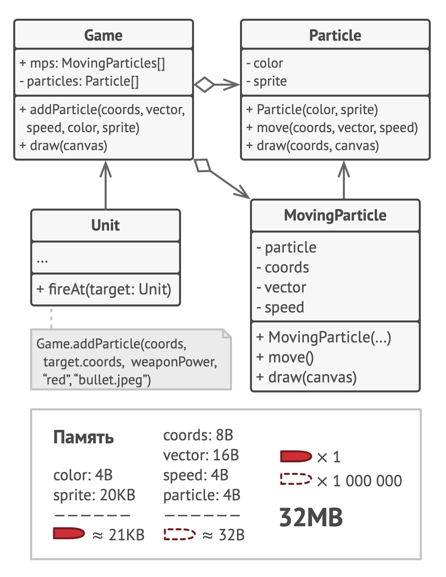 Game
+ mps: MovingParticles[]
- particles: Particle[]
+ addParticle(coords, vector,
speed, color, sprite)
+ draw(canvas)
Particle
- color
- sprite
+ Particle(color, sprite)
+ move(coords, vector, speed)
+ draw(coords, canvas)
Unit
...
+ fireAt(target: Unit)
Game.addParticle(coords,
target.coords, weaponPower,
"red", "bullet.jpeg")
MovingParticle
- particle
- coords
- vector
- speed
+ MovingParticle(...)
+ move()
+ draw(canvas)
Память
color: 4B
sprite: 20KB
≈ 21KB
coords: 8B
vector: 16B
speed: 4B
particle: 4B
≈ 32B
× 1
× 1 000 000
32MB